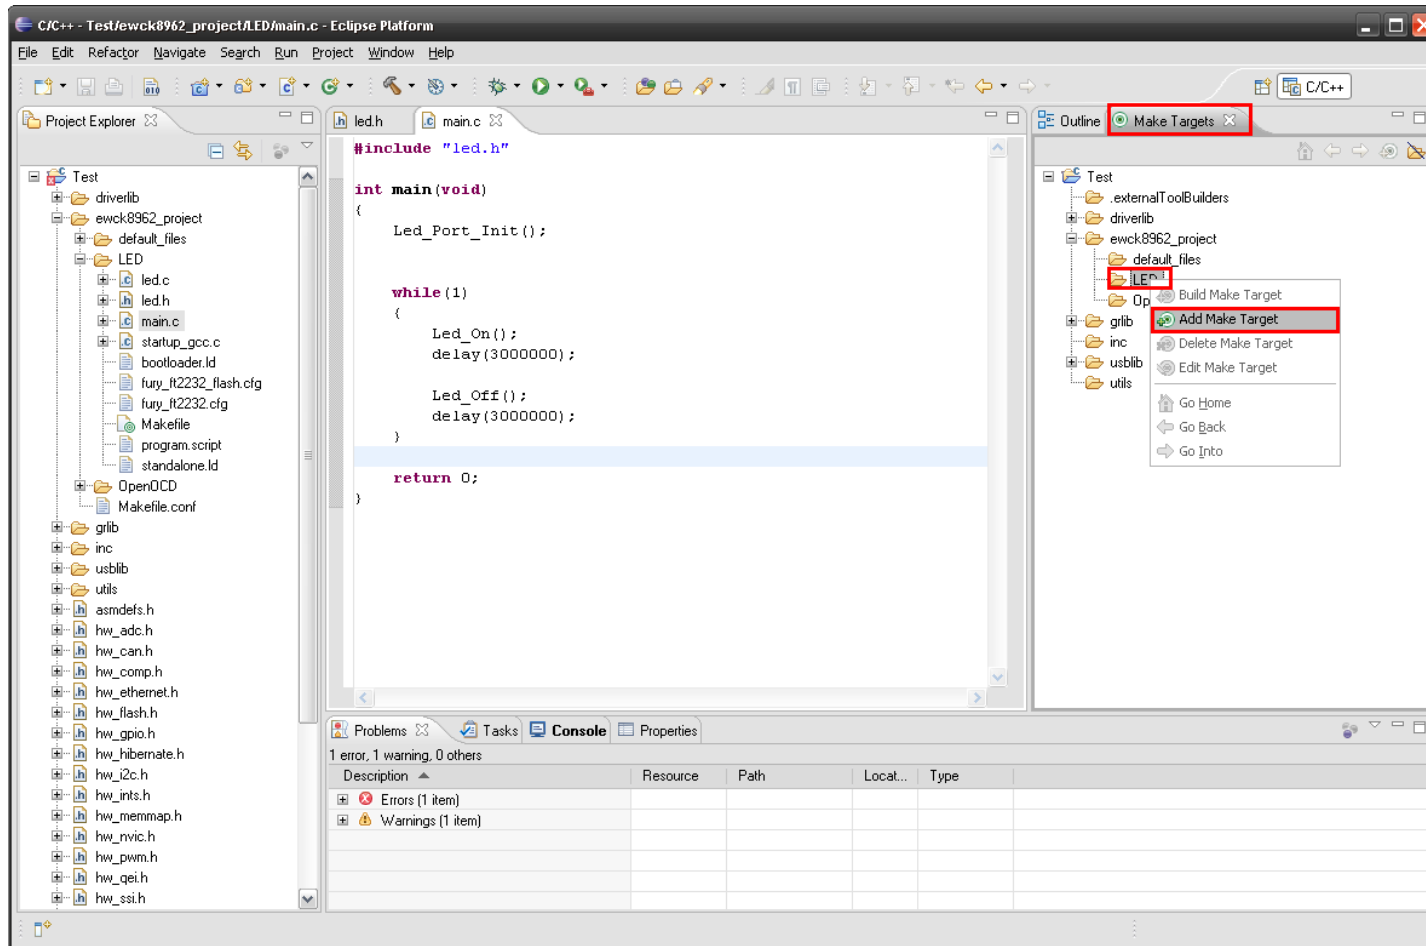 C/C++ - Test/ewck8962_project/LED/main.c - Eclipse Platform
File Edit Refactor Navigate Search Run Project Window Help
C/C++
Project Explorer
Test
driverlib
ewck8962_project
default_files
LED
led.c
led.h
main.c
startup_gcc.c
bootloader.ld
fury_ft2232_flash.cfg
fury_ft2232.cfg
Makefile
program.script
standalone.ld
OpenOCD
Makefile.conf
grlib
inc
usblib
utils
asmdefs.h
hw_adc.h
hw_can.h
hw_comp.h
hw_ethernet.h
hw_flash.h
hw_gpio.h
hw_hibernate.h
hw_i2c.h
hw_ints.h
hw_memmap.h
hw_nvic.h
hw_pwm.h
hw_qei.h
hw_ssi.h
led.h main.c
#include "led.h"
int main(void)
{
Led_Port_Init();
while(1)
{
Led_On();
delay(3000000);
Led_Off();
delay(3000000);
}
return 0;
}
Outline Make Targets
Test
.externalToolBuilders
driverlib
ewck8962_project
default_files
LED
Op
grlib
inc
usblib
utils
Build Make Target
Add Make Target
Delete Make Target
Edit Make Target
Go Home
Go Back
Go Into
Problems Tasks Console Properties
1 error, 1 warning, 0 others
Description Resource Path Locat... Type
Errors (1 item)
Warnings (1 item)